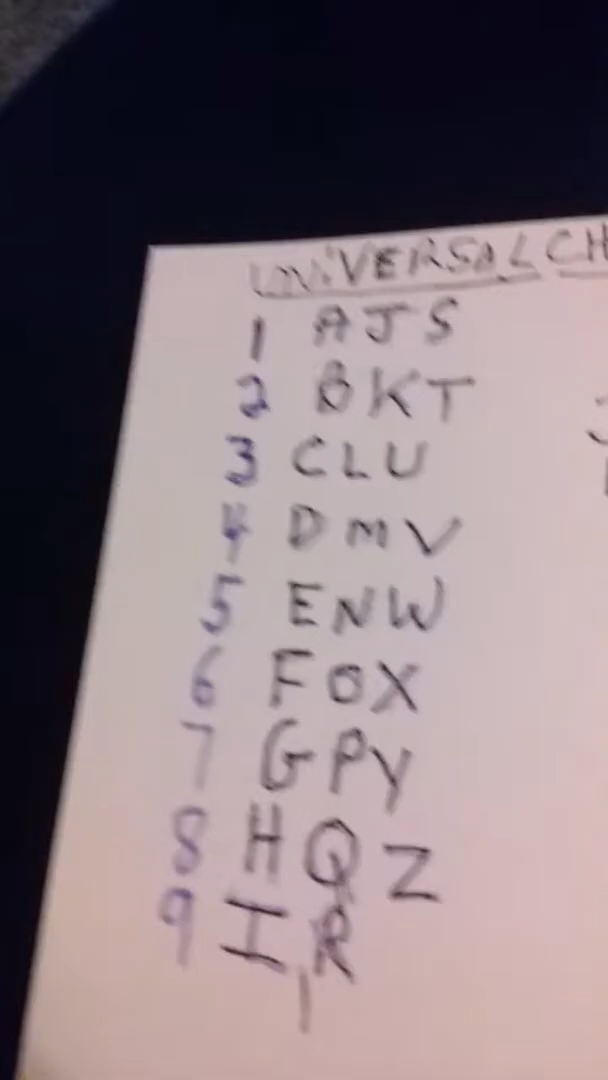 UNiVERSAL CH
1 A J S
2 B K T
3 C L U
4 D M V
5 E N W
6 F O X
7 G P Y
8 H Q Z
9 I R